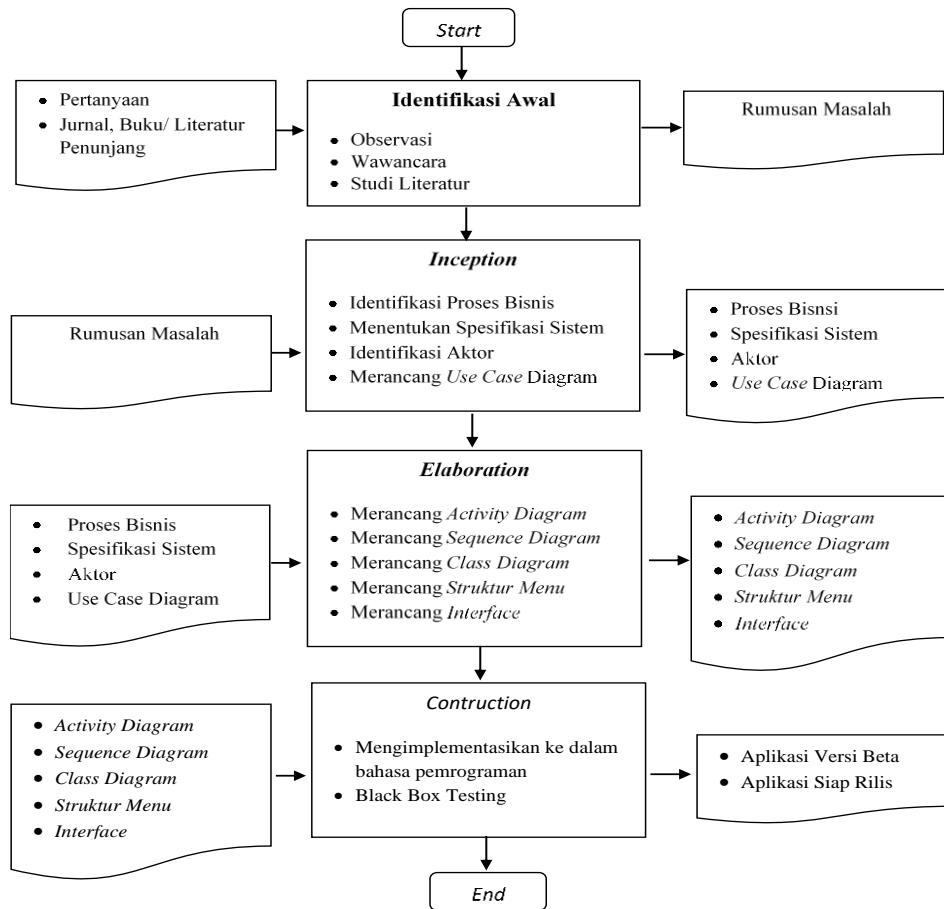 Start
• Pertanyaan
• Jurnal, Buku/ Literatur
Penunjang
Identifikasi Awal
• Observasi
• Wawancara
• Studi Literatur
Rumusan Masalah
Rumusan Masalah
Inception
• Identifikasi Proses Bisnis
• Menentukan Spesifikasi Sistem
• Identifikasi Aktor
• Merancang Use Case Diagram
• Proses Bisnsi
• Spesifikasi Sistem
• Aktor
• Use Case Diagram
• Proses Bisnis
• Spesifikasi Sistem
• Aktor
• Use Case Diagram
Elaboration
• Merancang Activity Diagram
• Merancang Sequence Diagram
• Merancang Class Diagram
• Merancang Struktur Menu
• Merancang Interface
• Activity Diagram
• Sequence Diagram
• Class Diagram
• Struktur Menu
• Interface
• Activity Diagram
• Sequence Diagram
• Class Diagram
• Struktur Menu
• Interface
Contruction
• Mengimplementasikan ke dalam
bahasa pemrograman
• Black Box Testing
• Aplikasi Versi Beta
• Aplikasi Siap Rilis
End